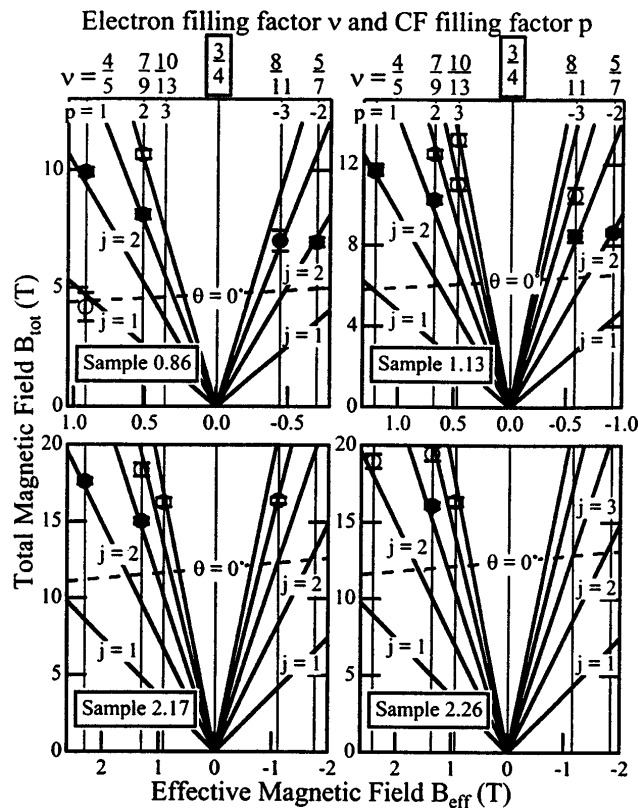 Electron filling factor ν and CF filling factor p
ν = 4/5 7/9 10/13 3/4 8/11 5/7
4/5 7/9 10/13 3/4 8/11 5/7
p = 1 2 3 -3 -2
1 2 3 -3 -2
Total Magnetic Field B_tot (T)
10
5
0
j = 2
j = 1
θ = 0°
j = 2
j = 1
Sample 0.86
1.0 0.5 0.0 -0.5
12
8
4
0
j = 2
j = 1
θ = 0°
j = 2
j = 1
Sample 1.13
1.0 0.5 0.0 -0.5 -1.0
20
15
10
5
0
j = 2
j = 1
θ = 0°
j = 2
j = 1
Sample 2.17
2 1 0 -1 -2
20
15
10
5
0
j = 2
j = 1
θ = 0°
j = 3
j = 2
j = 1
Sample 2.26
2 1 0 -1 -2
Effective Magnetic Field B_eff (T)